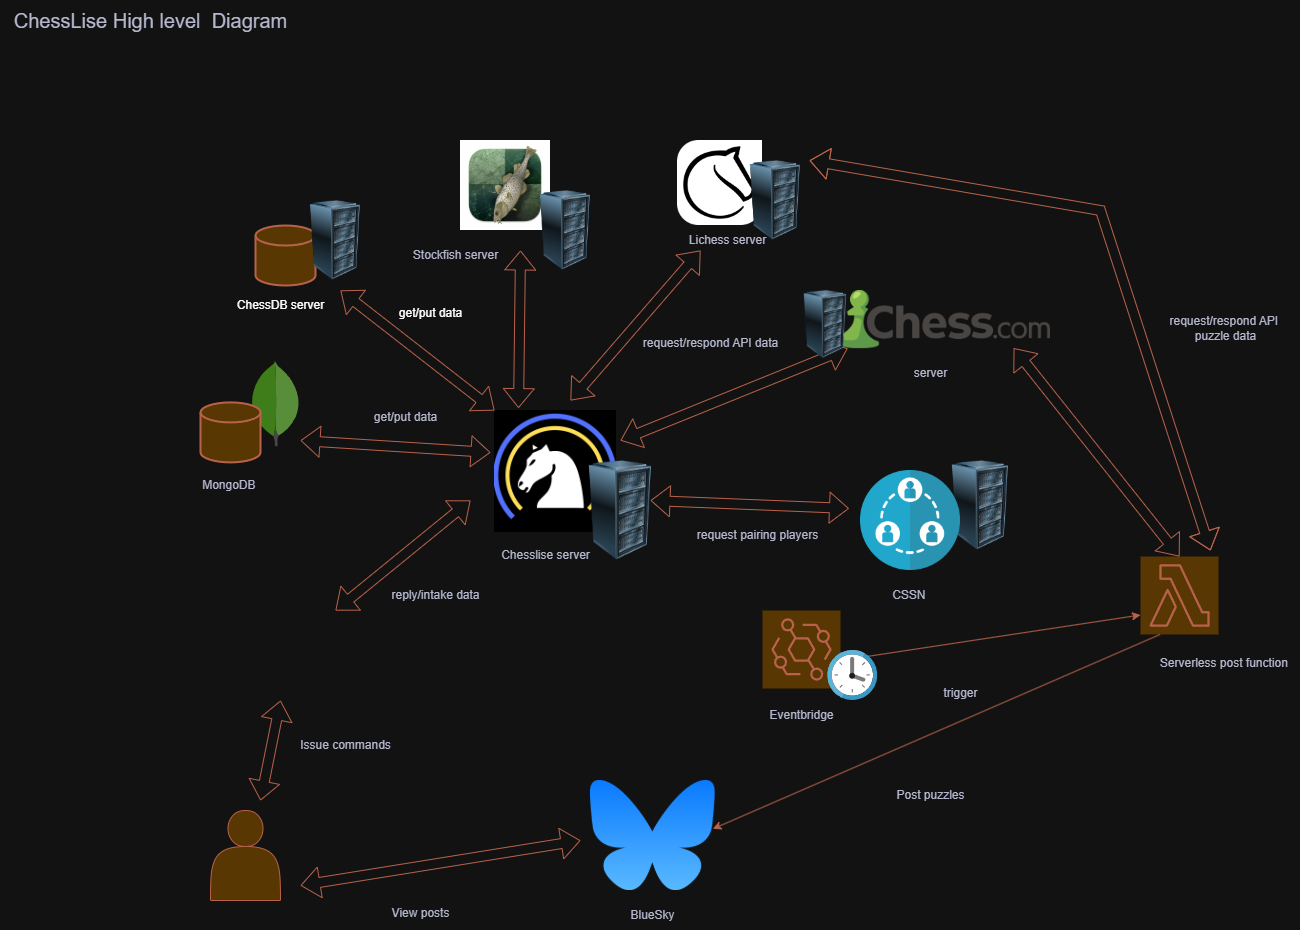 ChessLise High level  Diagram
Stockfish server
Lichess server
ChessDB server
get/put data
request/respond API data
Chess.com
server
request/respond API
puzzle data
get/put data
MongoDB
Chesslise server
request pairing players
CSSN
reply/intake data
Serverless post function
Eventbridge
trigger
Issue commands
Post puzzles
View posts
BlueSky